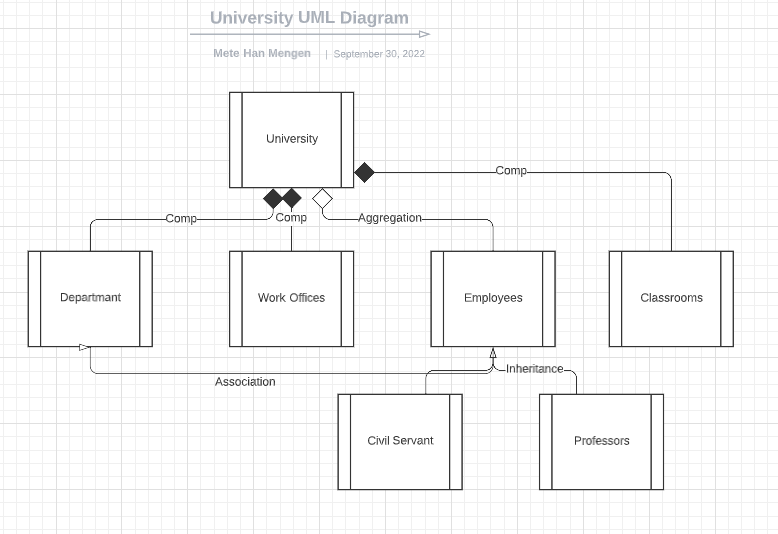 University UML Diagram
Mete Han Mengen | September 30, 2022
University
Comp
Comp
Comp
Aggregation
Departmant
Work Offices
Employees
Classrooms
Association
Inheritance
Civil Servant
Professors